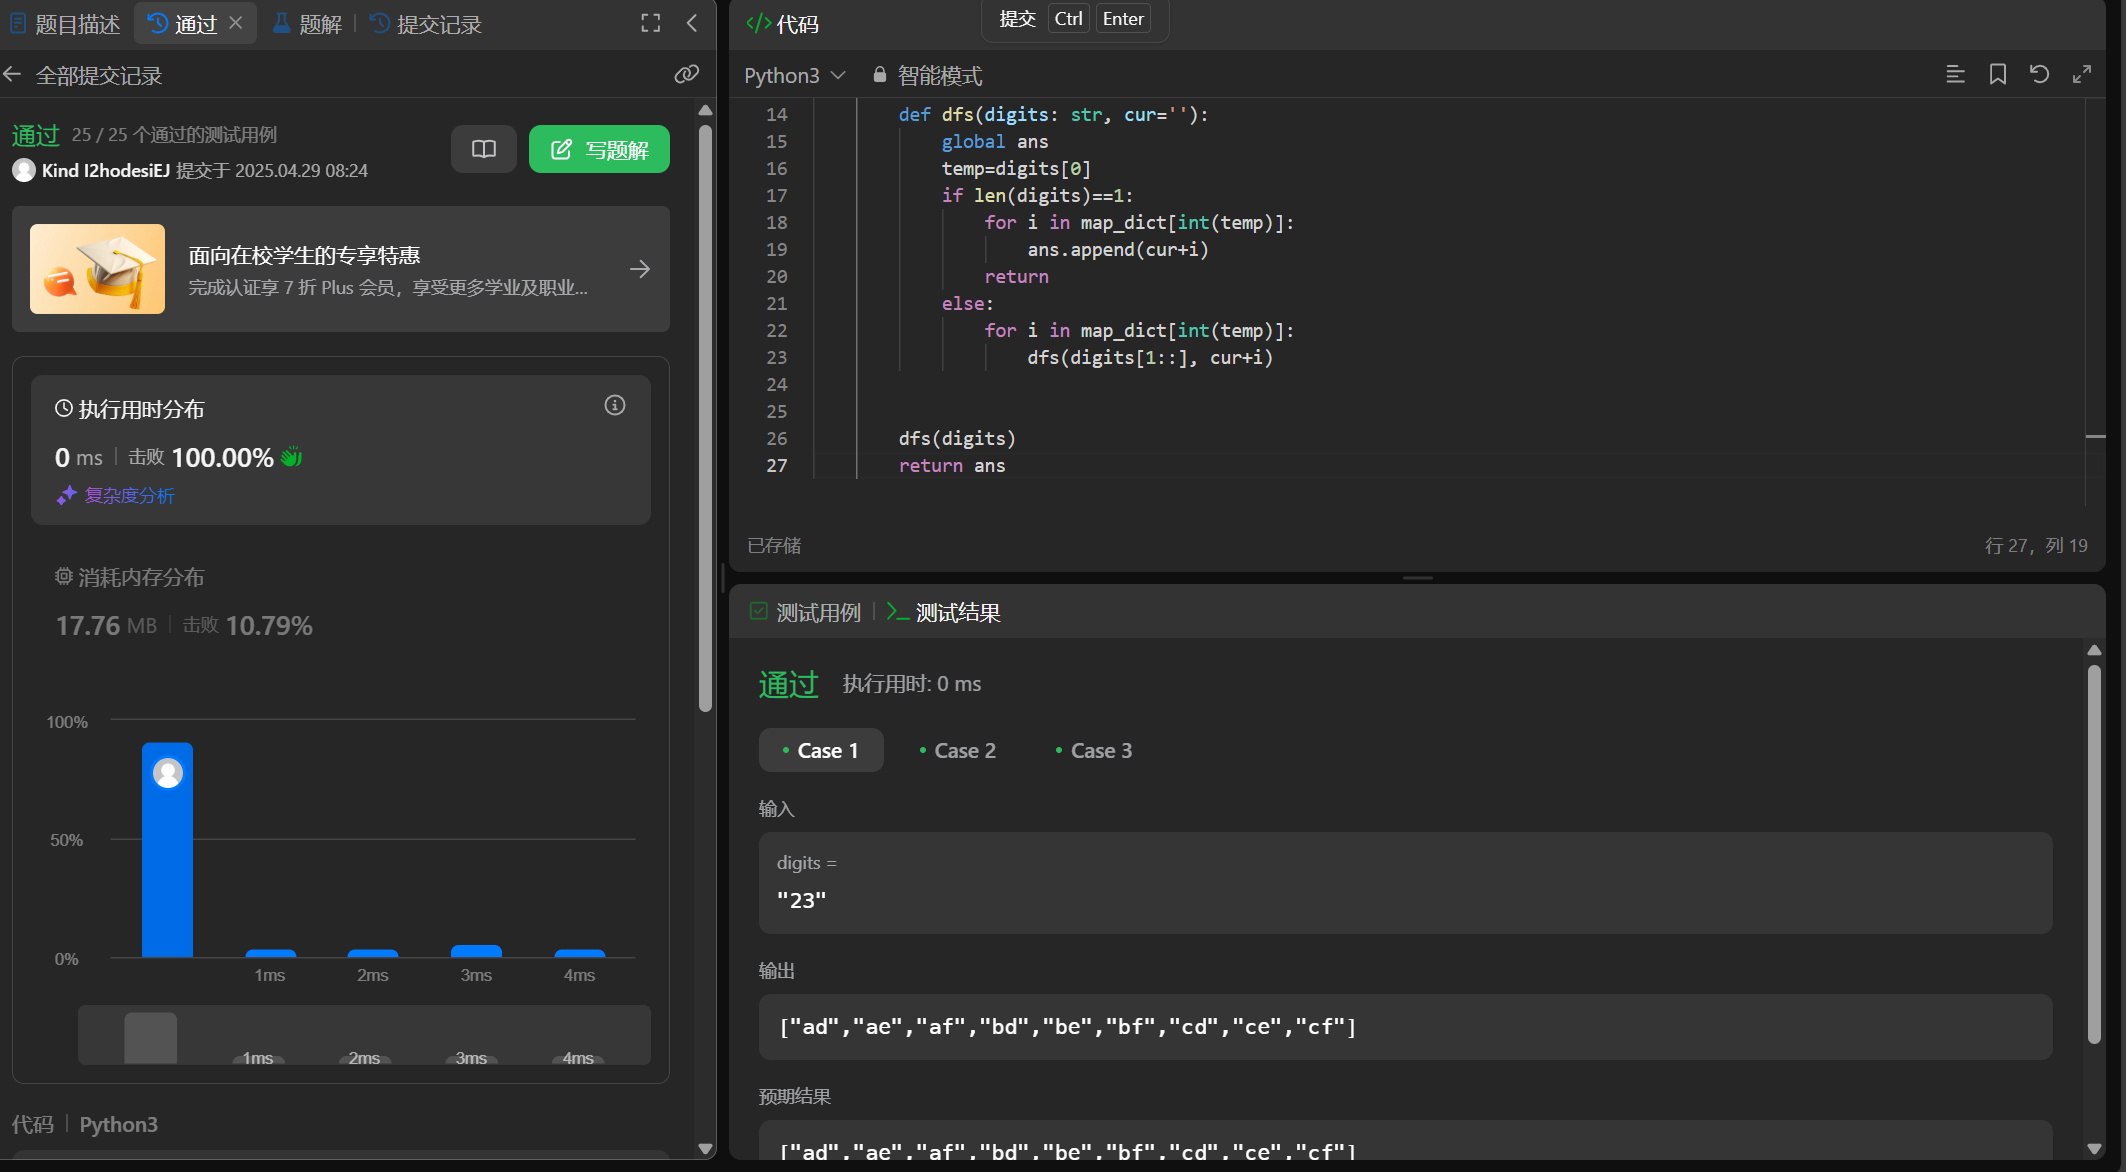 题目描述
通过
题解
提交记录
全部提交记录
通过 25 / 25 个通过的测试用例
Kind I2hodesiEJ 提交于 2025.04.29 08:24
写题解
面向在校学生的专享特惠
完成认证享 7 折 Plus 会员，享受更多学业及职业...
执行用时分布
0 ms 击败 100.00%
复杂度分析
消耗内存分布
17.76 MB 击败 10.79%
100%
50%
0%
1ms 2ms 3ms 4ms
1ms 2ms 3ms 4ms
代码 Python3
</> 代码
提交 Ctrl Enter
Python3 智能模式
14 def dfs(digits: str, cur=''):
15 global ans
16 temp=digits[0]
17 if len(digits)==1:
18 for i in map_dict[int(temp)]:
19 ans.append(cur+i)
20 return
21 else:
22 for i in map_dict[int(temp)]:
23 dfs(digits[1::], cur+i)
24
25
26 dfs(digits)
27 return ans
已存储
行 27，列 19
测试用例 >_ 测试结果
通过 执行用时: 0 ms
• Case 1 • Case 2 • Case 3
输入
digits =
"23"
输出
["ad","ae","af","bd","be","bf","cd","ce","cf"]
预期结果
["ad","ae","af","bd","be","bf","cd","ce","cf"]